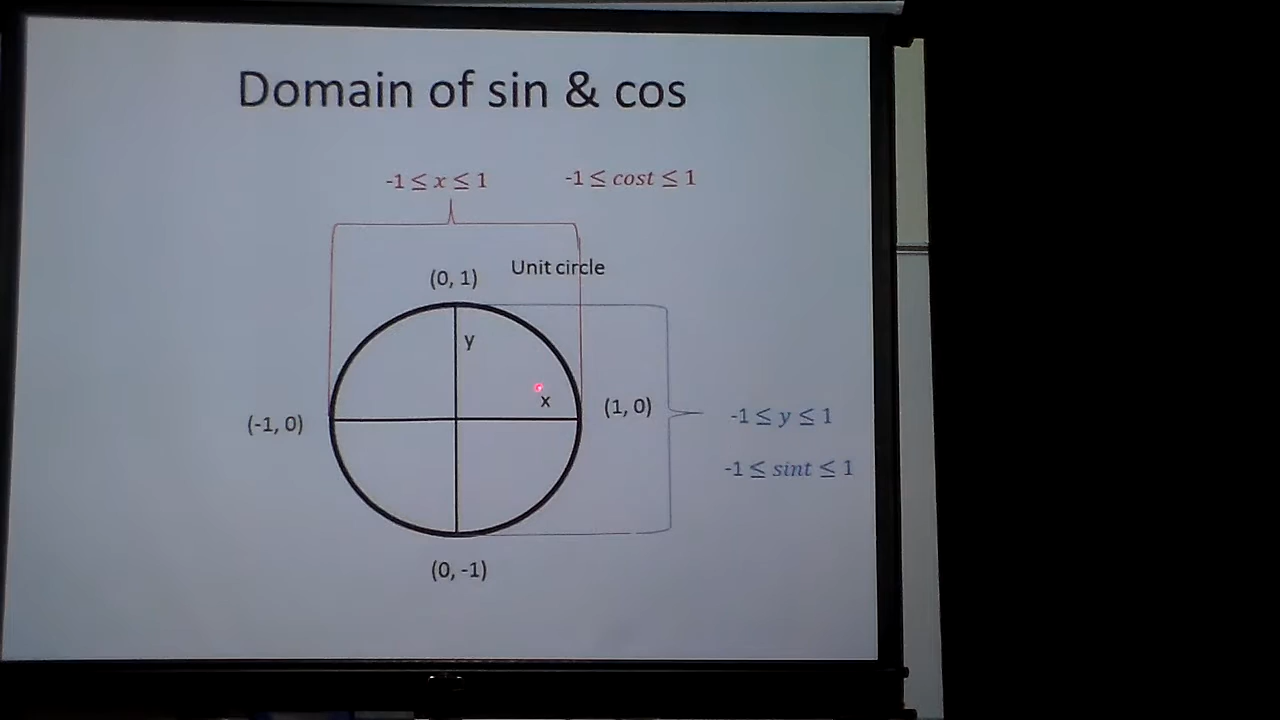 Domain of sin & cos
-1 ≤ x ≤ 1
-1 ≤ cost ≤ 1
Unit circle
(0, 1)
y
x
(-1, 0)
(1, 0)
-1 ≤ y ≤ 1
-1 ≤ sint ≤ 1
(0, -1)